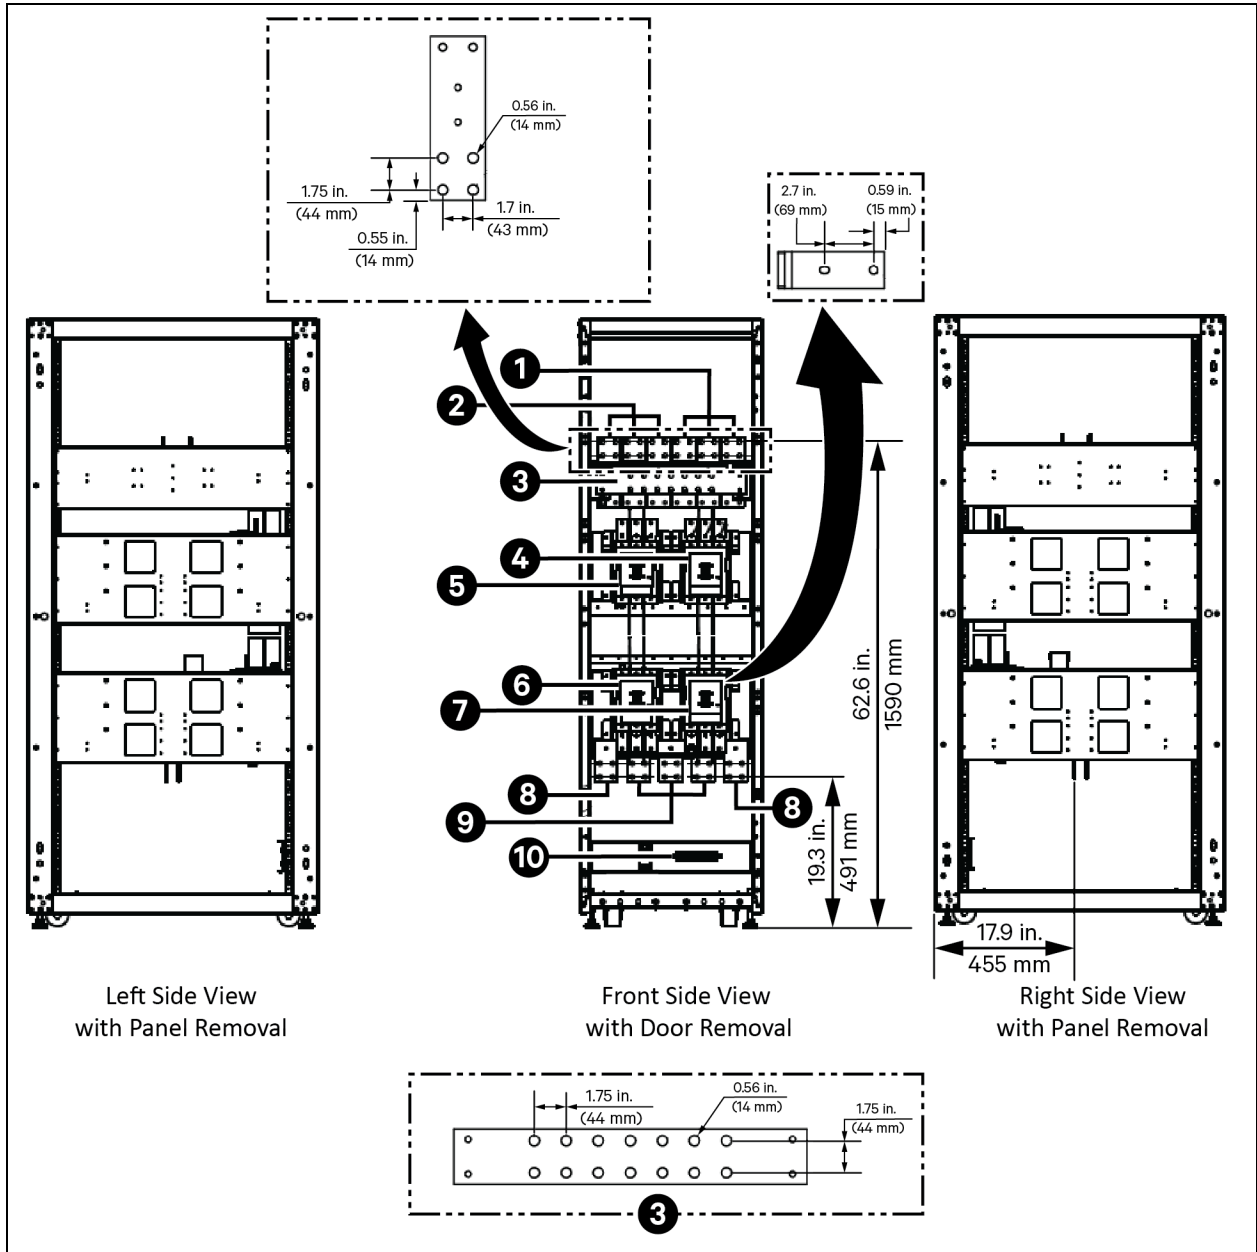 0.56 in.
(14 mm)
1.75 in.
(44 mm)
1.7 in.
(43 mm)
0.55 in.
(14 mm)
2.7 in.
(69 mm)
0.59 in.
(15 mm)
1
2
3
4
5
6
7
8
9
8
10
62.6 in.
1590 mm
19.3 in.
491 mm
17.9 in.
455 mm
Left Side View
with Panel Removal
Front Side View
with Door Removal
Right Side View
with Panel Removal
1.75 in.
(44 mm)
0.56 in.
(14 mm)
1.75 in.
(44 mm)
3